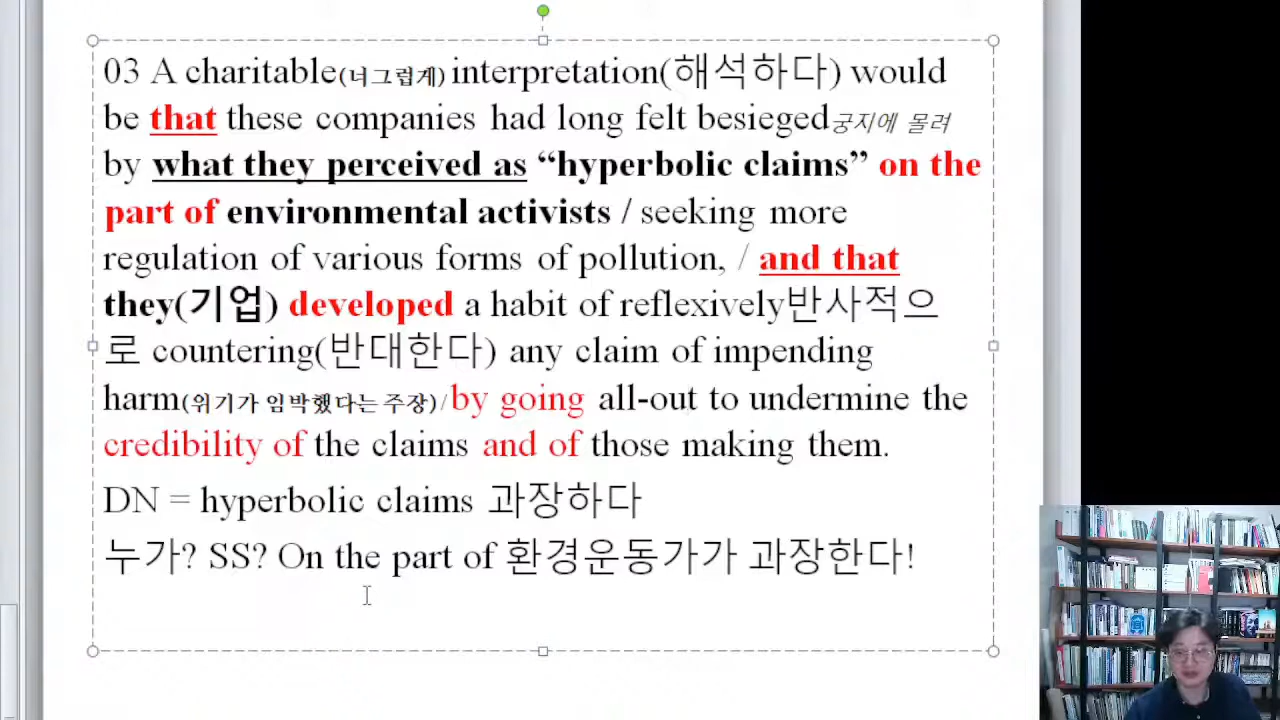 03 A charitable(너그럽게) interpretation(해석하다) would
be that these companies had long felt besieged궁지에 몰려
by what they perceived as “hyperbolic claims” on the
part of environmental activists / seeking more
regulation of various forms of pollution, / and that
they(기업) developed a habit of reflexively반사적으
로 countering(반대한다) any claim of impending
harm(위기가 임박했다는 주장)/by going all-out to undermine the
credibility of the claims and of those making them.
DN = hyperbolic claims 과장하다
누가? SS? On the part of 환경운동가가 과장한다!